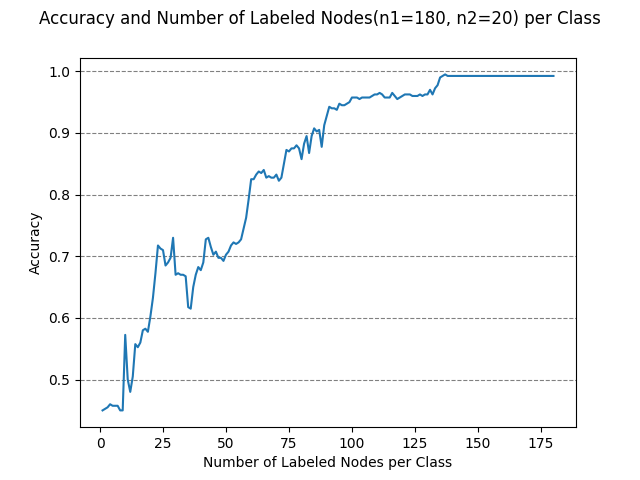 Accuracy and Number of Labeled Nodes(n1=180, n2=20) per Class
1.0
0.9
0.8
0.7
0.6
0.5
Accuracy
0 25 50 75 100 125 150 175
Number of Labeled Nodes per Class